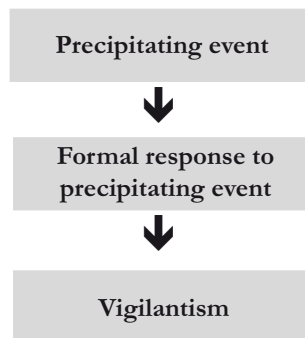 Precipitating event
Formal response to
precipitating event
Vigilantism